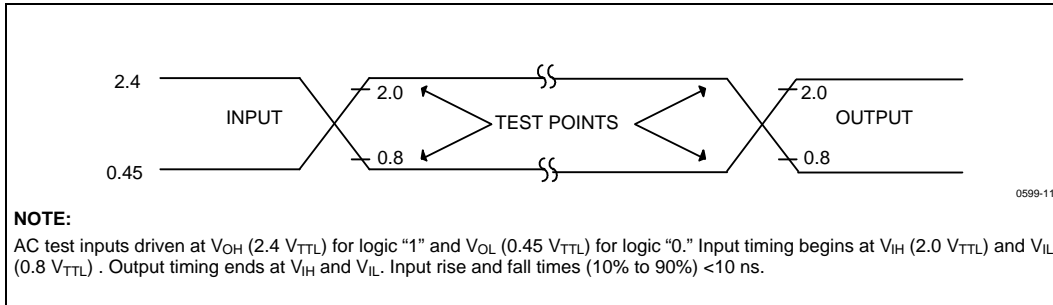 2.4
2.0
2.0
INPUT
TEST POINTS
OUTPUT
0.8
0.8
0.45
0599-11
NOTE:
AC test inputs driven at VOH (2.4 VTTL) for logic “1” and VOL (0.45 VTTL) for logic “0.” Input timing begins at VIH (2.0 VTTL) and VIL
(0.8 VTTL) . Output timing ends at VIH and VIL. Input rise and fall times (10% to 90%) <10 ns.